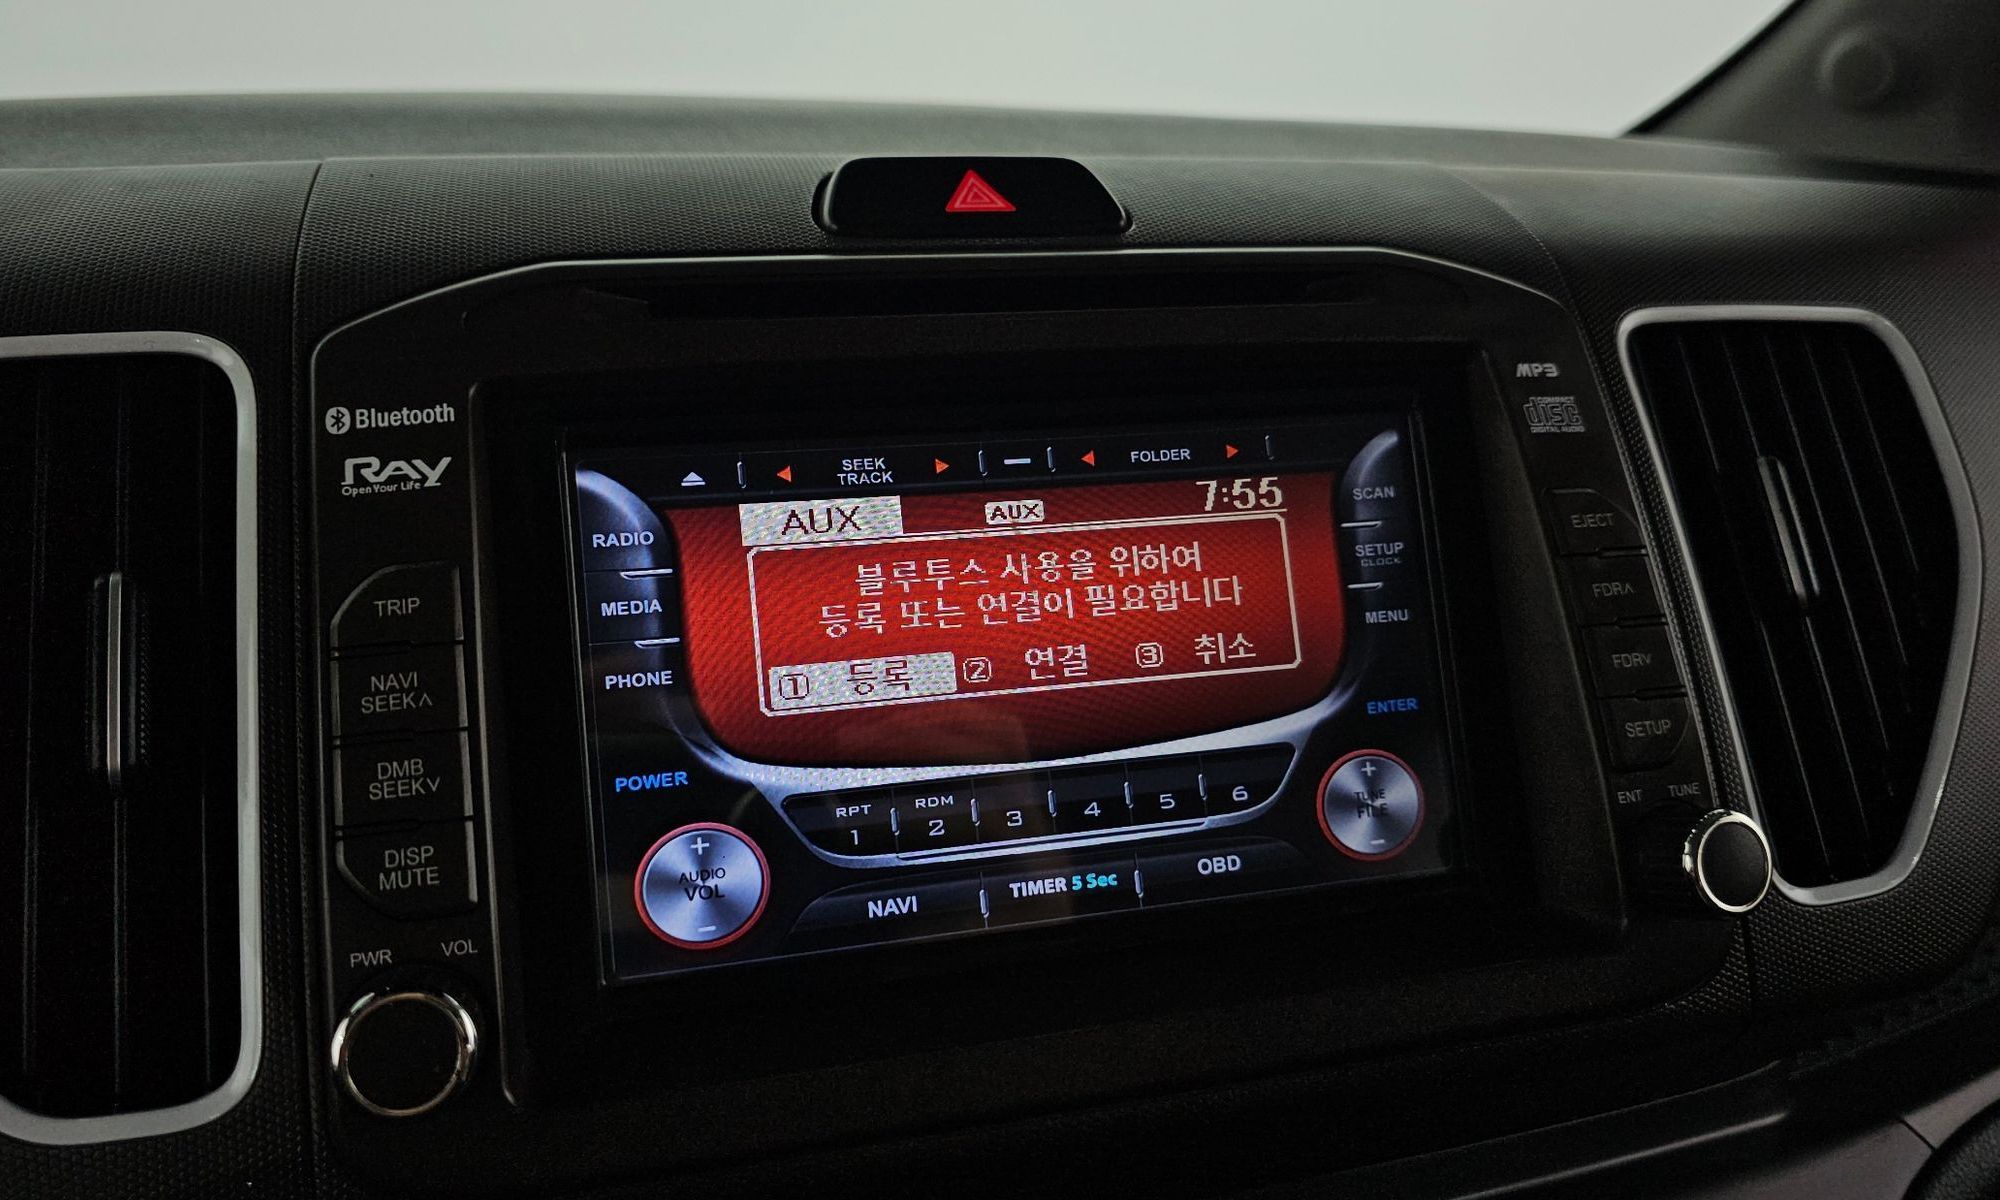 Bluetooth
RAY
Open Your Life
TRIP
NAVI
SEEK∧
DMB
SEEK∨
DISP
MUTE
PWR
VOL
SEEK
TRACK
FOLDER
RADIO
MEDIA
PHONE
POWER
AUDIO
VOL
AUX
AUX
7:55
블루투스 사용을 위하여
등록 또는 연결이 필요합니다
① 등록 ② 연결 ③ 취소
SCAN
SETUP
CLOCK
MENU
ENTER
TUNE
FILE
RPT
1
RDM
2
3
4
5
6
NAVI
TIMER 5 Sec
OBD
MP3
COMPACT
disc
DIGITAL AUDIO
EJECT
FDR∧
FDR∨
SETUP
ENT
TUNE